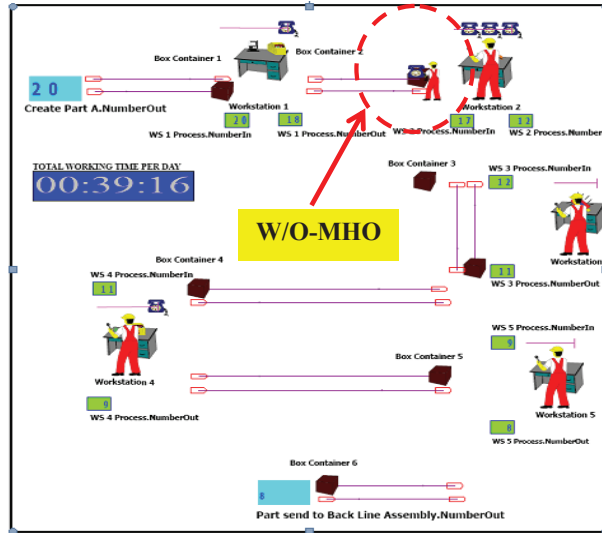 Box Container 1
Box Container 2
2 0
Create Part A.NumberOut
Workstation 1
Workstation 2
20
18
17
12
WS 1 Process.NumberIn
WS 1 Process.NumberOut
Process.NumberIn
WS 2 Process.Number
TOTAL WORKING TIME PER DAY
00:39:16
Box Container 3
WS 3 Process.NumberIn
12
W/O-MHO
Workstation
Box Container 4
WS 4 Process.NumberIn
11
11
WS 3 Process.NumberOut
WS 5 Process.NumberIn
9
Box Container 5
Workstation 4
9
WS 4 Process.NumberOut
Workstation 5
8
WS 5 Process.NumberOut
Box Container 6
8
Part send to Back Line Assembly.NumberOut